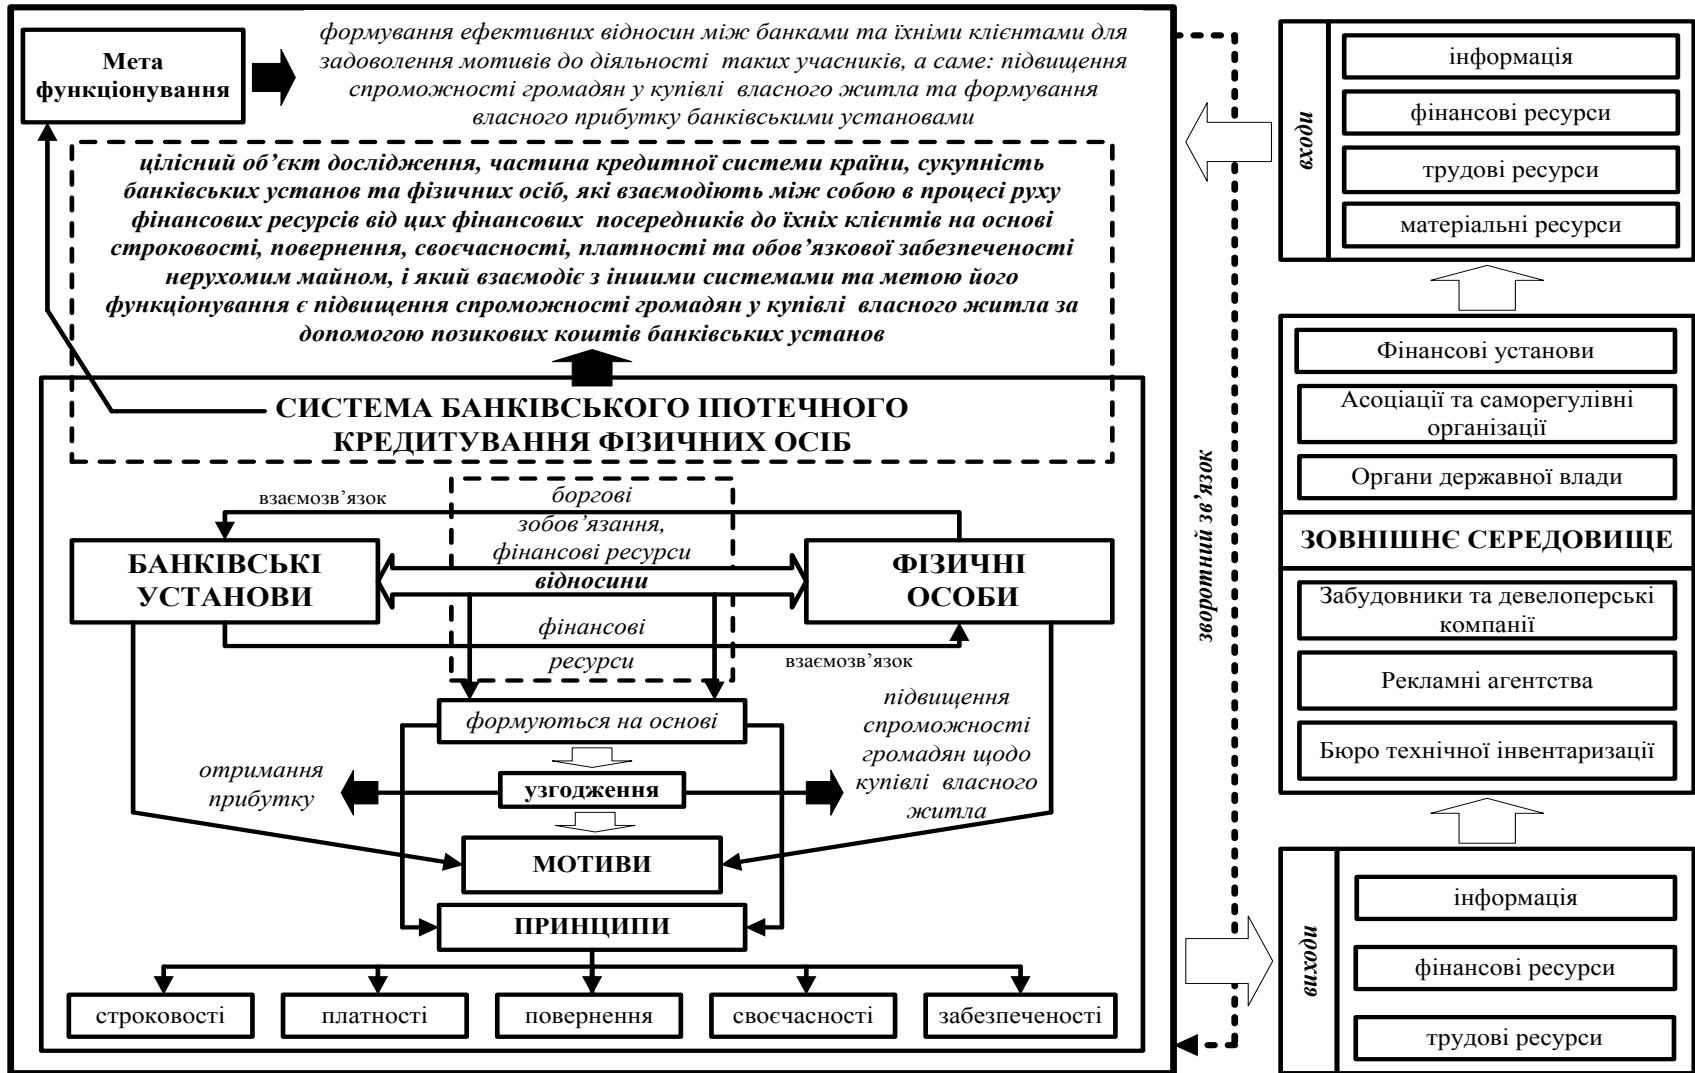 Мета
функціонування
формування ефективних відносин між банками та їхніми клієнтами для
задоволення мотивів до діяльності таких учасників, а саме: підвищення
спроможності громадян у купівлі власного житла та формування
власного прибутку банківськими установами
цілісний об’єкт дослідження, частина кредитної системи країни, сукупність
банківських установ та фізичних осіб, які взаємодіють між собою в процесі руху
фінансових ресурсів від цих фінансових посередників до їхніх клієнтів на основі
строковості, повернення, своєчасності, платності та обов’язкової забезпеченості
нерухомим майном, і який взаємодіє з іншими системами та метою його
функціонування є підвищення спроможності громадян у купівлі власного житла за
допомогою позикових коштів банківських установ
СИСТЕМА БАНКІВСЬКОГО ІПОТЕЧНОГО
КРЕДИТУВАННЯ ФІЗИЧНИХ ОСІБ
взаємозв’язок
боргові
зобов’язання,
фінансові ресурси
відносини
БАНКІВСЬКІ
УСТАНОВИ
ФІЗИЧНІ
ОСОБИ
фінансові
ресурси
взаємозв’язок
формуються на основі
підвищення
спроможності
громадян щодо
купівлі власного
житла
отримання
прибутку
узгодження
МОТИВИ
ПРИНЦИПИ
строковості
платності
повернення
своєчасності
забезпеченості
зворотний зв’язок
входи
інформація
фінансові ресурси
трудові ресурси
матеріальні ресурси
Фінансові установи
Асоціації та саморегулівні
організації
Органи державної влади
ЗОВНІШНЄ СЕРЕДОВИЩЕ
Забудовники та девелоперські
компанії
Рекламні агентства
Бюро технічної інвентаризації
виходи
інформація
фінансові ресурси
трудові ресурси